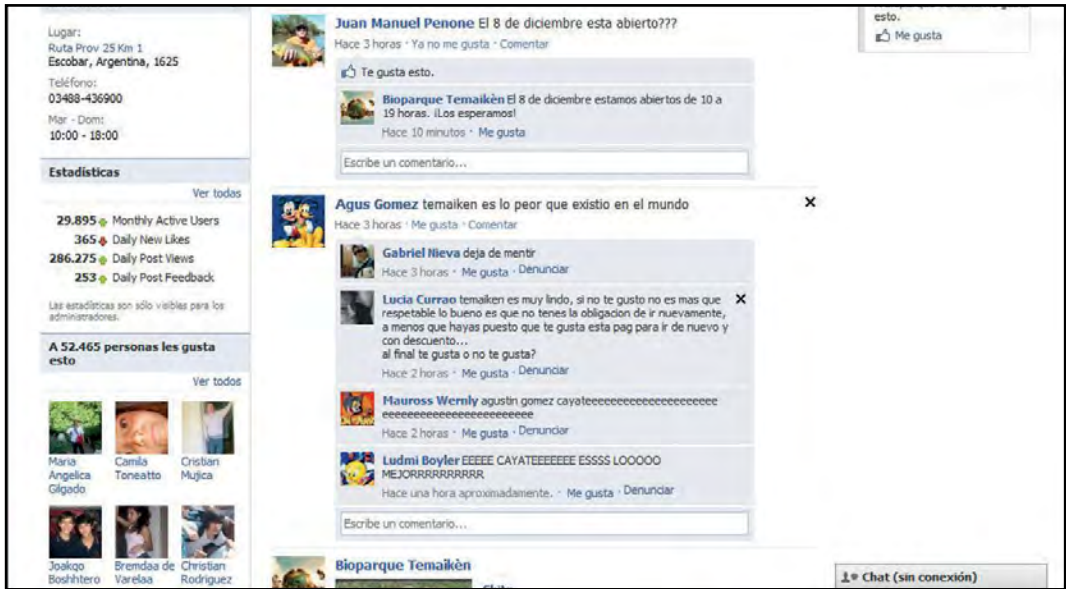 Lugar:
Ruta Prov 25 Km 1
Escobar, Argentina, 1625
Teléfono:
03488-436900
Mar - Dom:
10:00 - 18:00
Estadísticas
Ver todas
29.895 Monthly Active Users
365 Daily New Likes
286.275 Daily Post Views
253 Daily Post Feedback
Las estadísticas son sólo visibles para los
administradores.
A 52.465 personas les gusta
esto
Ver todos
Maria
Angelica
Gilgado
Camila
Toneatto
Cristian
Mujica
Joakqo
Boshhtero
Bremdaa de
Varelaa
Christian
Rodriguez
Juan Manuel Penone El 8 de diciembre esta abierto???
Hace 3 horas · Ya no me gusta · Comentar
Te gusta esto.
Bioparque Temaikèn El 8 de diciembre estamos abiertos de 10 a
19 horas. ¡Los esperamos!
Hace 10 minutos · Me gusta
Escribe un comentario...
Agus Gomez temaiken es lo peor que existio en el mundo
Hace 3 horas · Me gusta · Comentar
Gabriel Nieva deja de mentir
Hace 3 horas · Me gusta · Denunciar
Lucia Currao temaiken es muy lindo, si no te gusto no es mas que
respetable lo bueno es que no tenes la obligacion de ir nuevamente,
a menos que hayas puesto que te gusta esta pag para ir de nuevo y
con descuento...
al final te gusta o no te gusta?
Hace 2 horas · Me gusta · Denunciar
Mauross Wernly agustin gomez cayateeeeeeeeeeeeeeeeeeeeee
eeeeeeeeeeeeeeeeeeeeeeee
Hace 2 horas · Me gusta · Denunciar
Ludmi Boyler EEEEE CAYATEEEEEEE ESSSS LOOOOO
MEJORRRRRRRRRR
Hace una hora aproximadamente. · Me gusta · Denunciar
Escribe un comentario...
Bioparque Temaikèn
esto.
Me gusta
Chat (sin conexión)